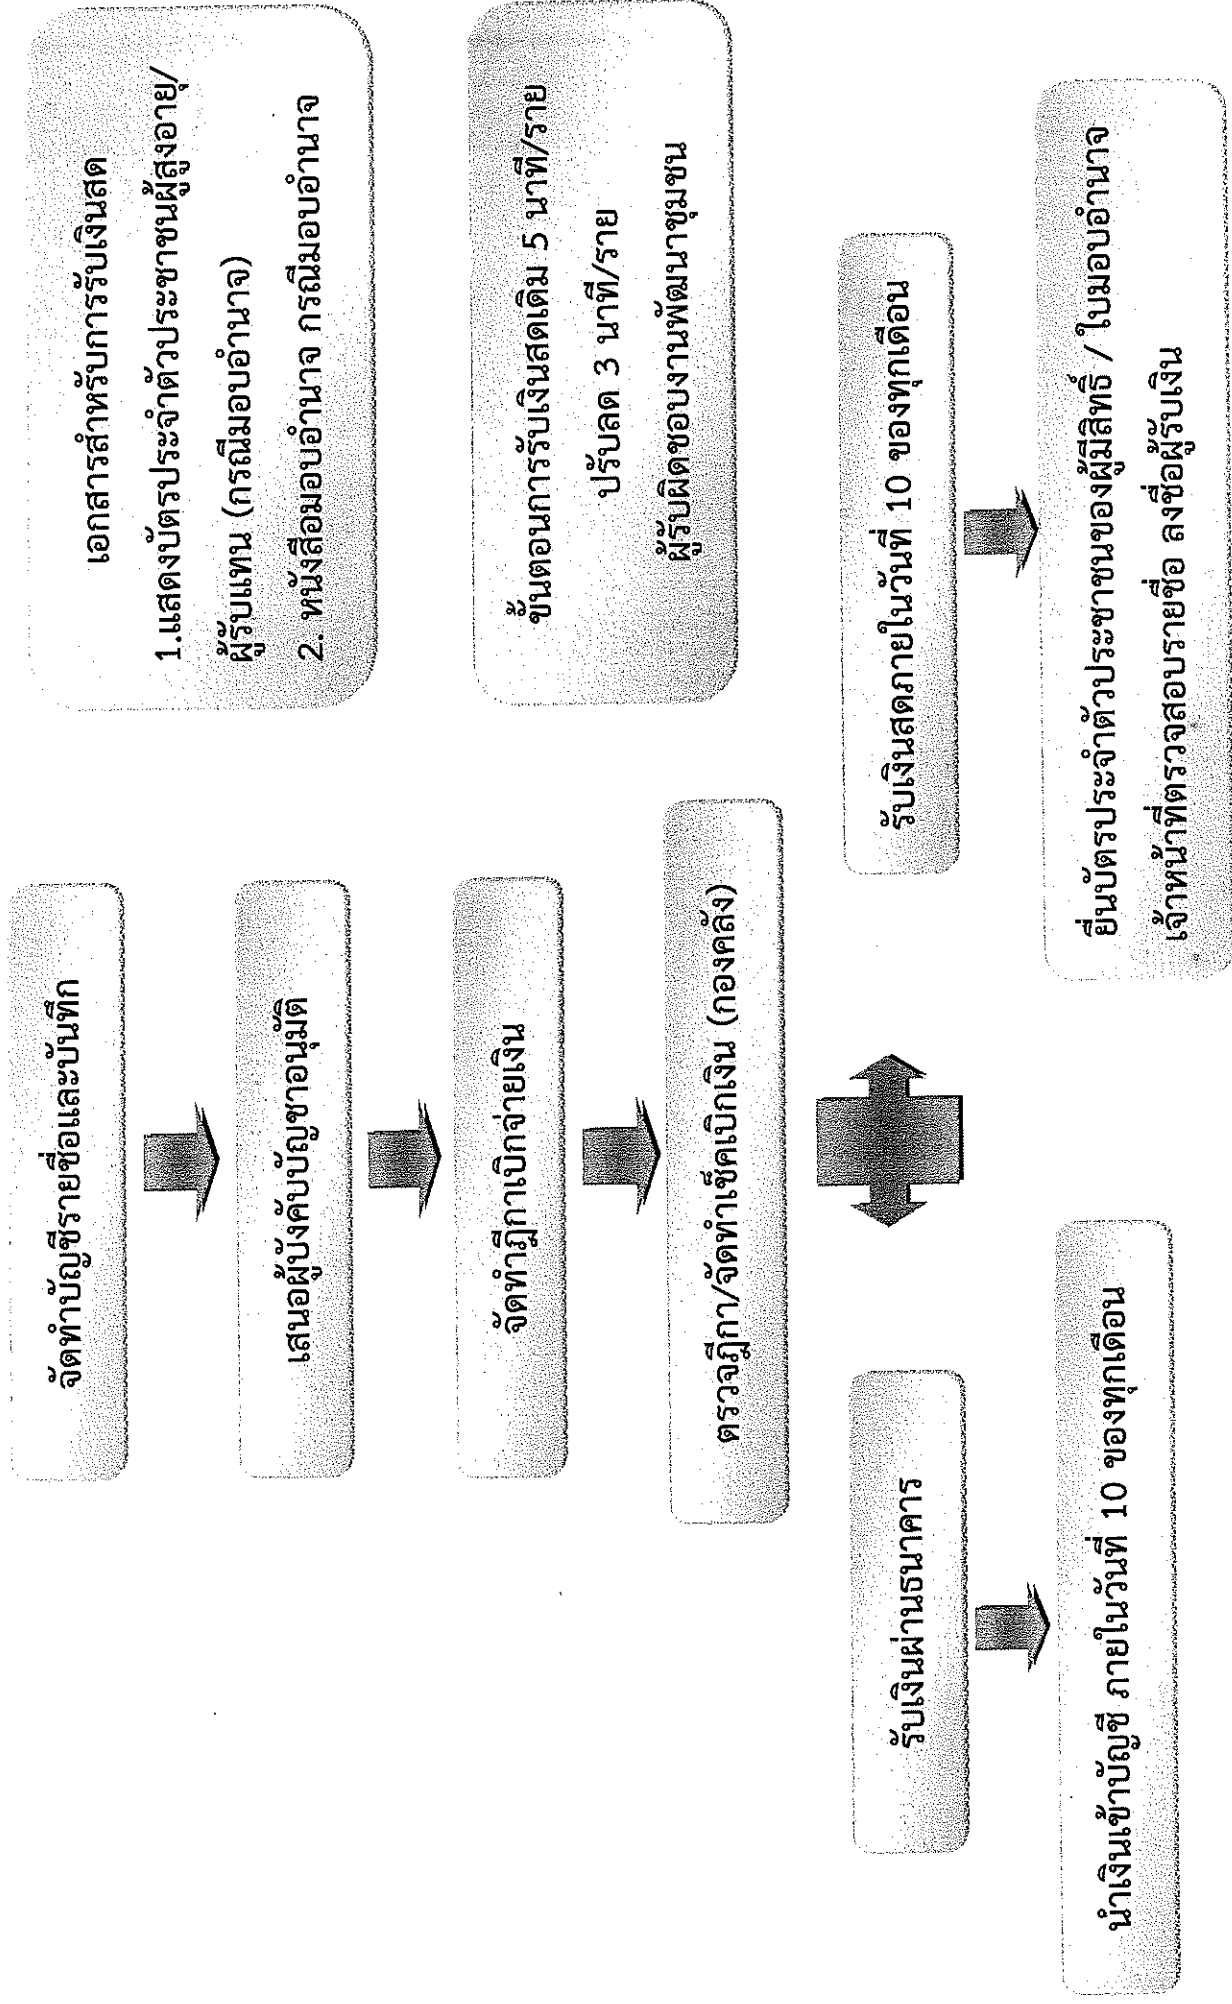 จัดทำบัญชีรายชื่อและบันทึก
เสนอผู้บังคับบัญชาอนุมัติ
จัดทำฎีกาเบิกจ่ายเงิน
ตรวจฎีกา/จัดทำเช็คเบิกเงิน (กองคลัง)
รับเงินผ่านธนาคาร
นำเงินเข้าบัญชี ภายในวันที่ 10 ของทุกเดือน
เอกสารสำหรับการรับเงินสด
1.แสดงบัตรประจำตัวประชาชนผู้สูงอายุ/
ผู้รับแทน (กรณีมอบอำนาจ)
2. หนังสือมอบอำนาจ กรณีมอบอำนาจ
ขั้นตอนการรับเงินสดเดิม 5 นาที/ราย
ปรับลด 3 นาที/ราย
ผู้รับผิดชอบงานพัฒนาชุมชน
รับเงินสดภายในวันที่ 10 ของทุกเดือน
ยื่นบัตรประจำตัวประชาชนของผู้มีสิทธิ์ / ใบมอบอำนาจ
เจ้าหน้าที่ตรวจสอบรายชื่อ ลงชื่อผู้รับเงิน